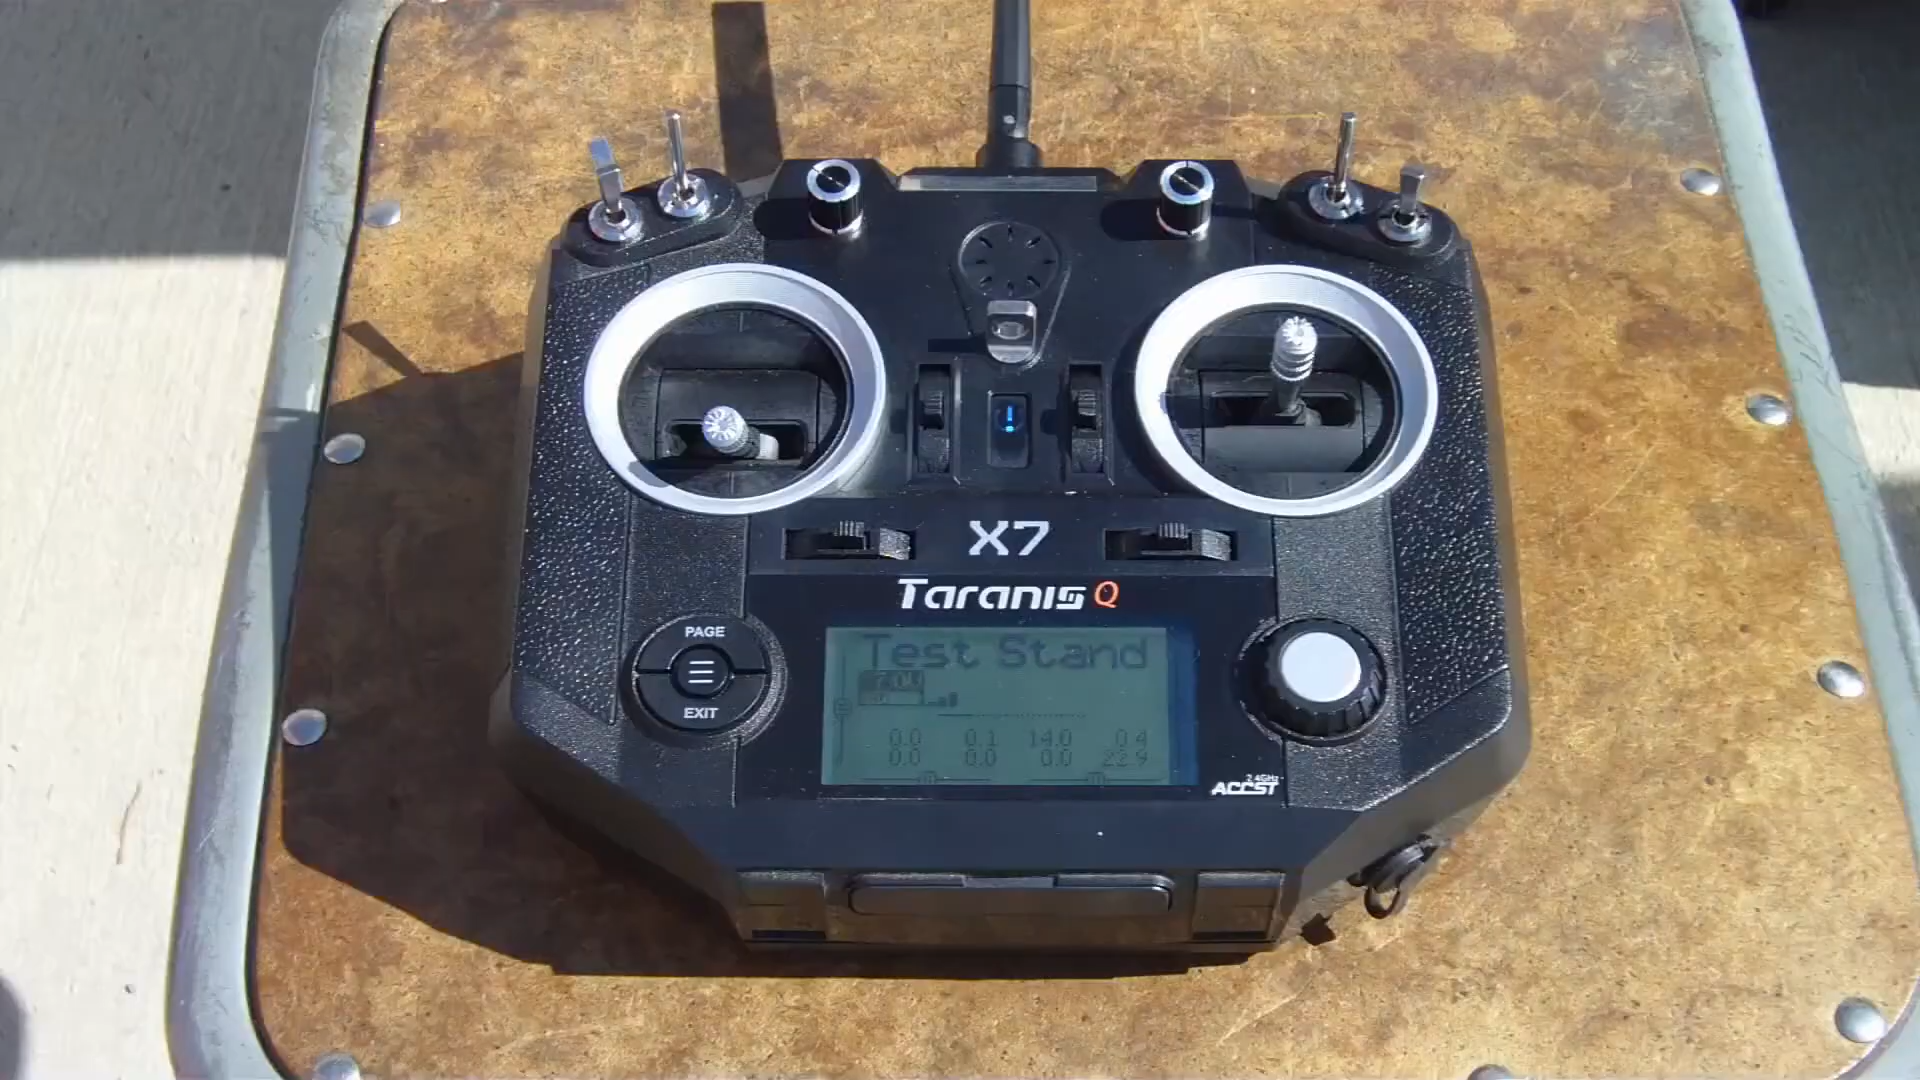 X7
Taranis Q
PAGE
EXIT
Test Stand
7.0V
0.0 0.1 14.0 0.4
0.0 0.0 0.0 22.9
2.4GHz
ACCST